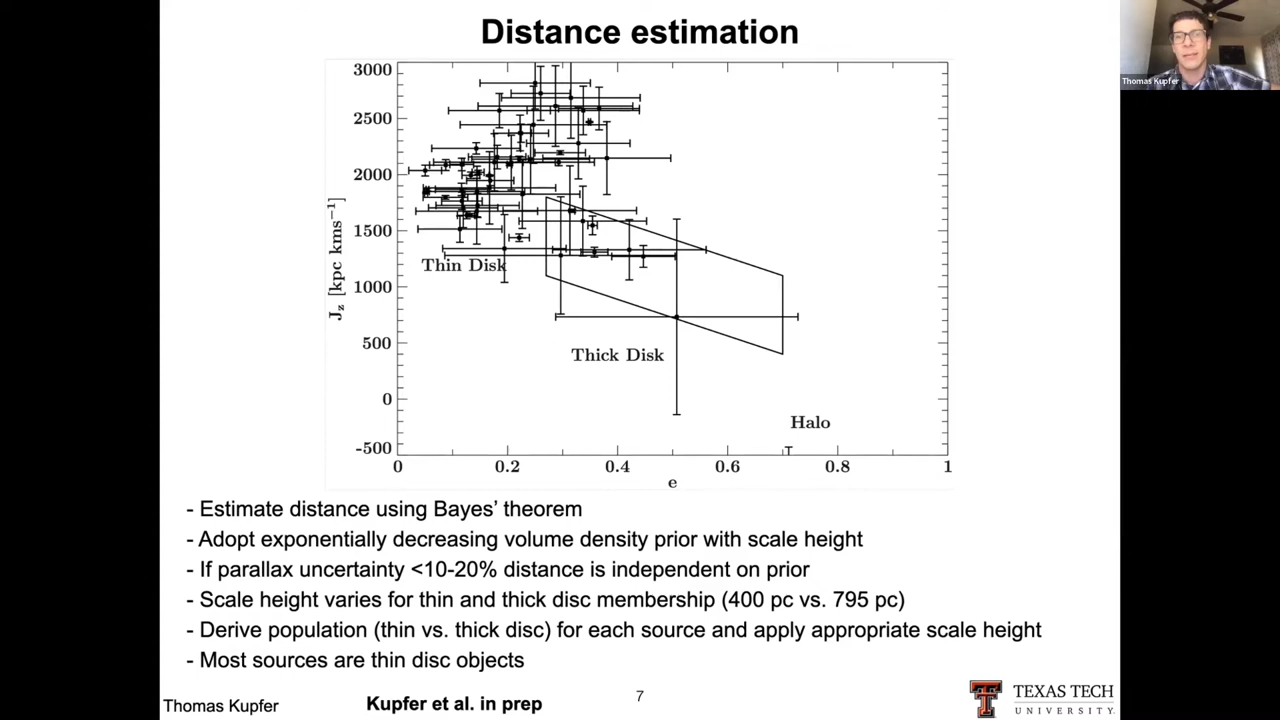 Distance estimation
Thomas Kupfer
3000
2500
2000
1500
1000
500
0
-500
J_z [kpc kms⁻¹]
Thin Disk
Thick Disk
Halo
0 0.2 0.4 0.6 0.8 1
e
- Estimate distance using Bayes’ theorem
- Adopt exponentially decreasing volume density prior with scale height
- If parallax uncertainty <10-20% distance is independent on prior
- Scale height varies for thin and thick disc membership (400 pc vs. 795 pc)
- Derive population (thin vs. thick disc) for each source and apply appropriate scale height
- Most sources are thin disc objects
Thomas Kupfer
Kupfer et al. in prep
7
TEXAS TECH
UNIVERSITY.